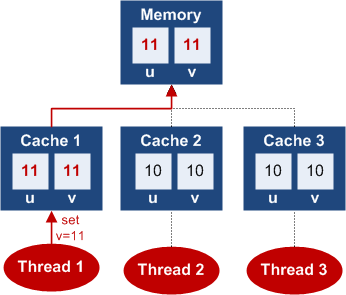 Memory
11 11
u v
Cache 1 Cache 2 Cache 3
11 11 10 10 10 10
u v u v u v
set
v=11
Thread 1 Thread 2 Thread 3